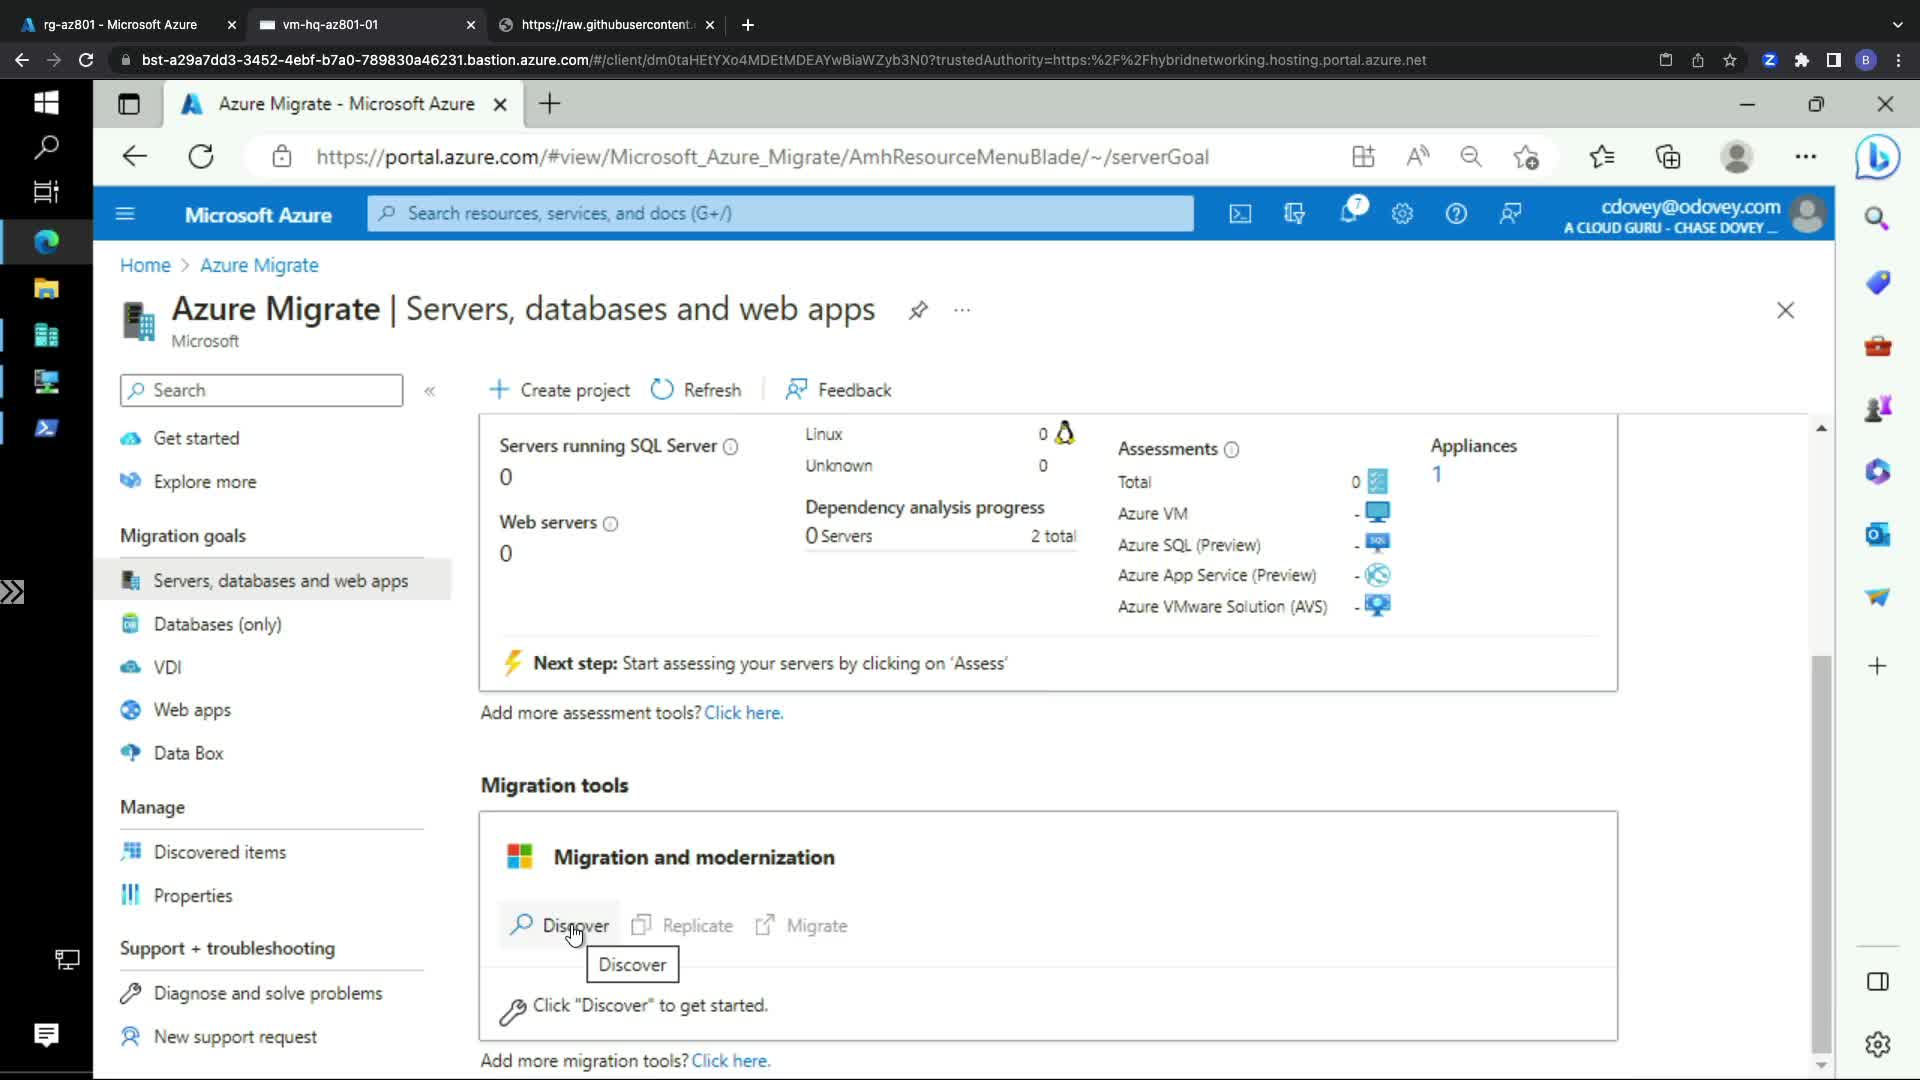 rg-az801 - Microsoft Azure
vm-hq-az801-01
https://raw.githubusercontent.
bst-a29a7dd3-3452-4ebf-b7a0-789830a46231.bastion.azure.com/#/client/dm0taHEtYXo4MDEtMDEAYwBiaWZyb3N0?trustedAuthority=https:%2F%2Fhybridnetworking.hosting.portal.azure.net
B
Azure Migrate - Microsoft Azure
https://portal.azure.com/#view/Microsoft_Azure_Migrate/AmhResourceMenuBlade/~/serverGoal
Microsoft Azure
Search resources, services, and docs (G+/)
7
cdovey@odovey.com
A CLOUD GURU - CHASE DOVEY ...
Home > Azure Migrate
Azure Migrate | Servers, databases and web apps
Microsoft
Search
Create project
Refresh
Feedback
Get started
Explore more
Migration goals
Servers, databases and web apps
Databases (only)
VDI
Web apps
Data Box
Manage
Discovered items
Properties
Support + troubleshooting
Diagnose and solve problems
New support request
Servers running SQL Server
0
Web servers
0
Linux 0
Unknown 0
Dependency analysis progress
0 Servers 2 total
Assessments
Total 0
Azure VM -
Azure SQL (Preview) -
Azure App Service (Preview) -
Azure VMware Solution (AVS) -
Appliances
1
Next step: Start assessing your servers by clicking on 'Assess'
Add more assessment tools? Click here.
Migration tools
Migration and modernization
Discover
Replicate
Migrate
Discover
Click "Discover" to get started.
Add more migration tools? Click here.